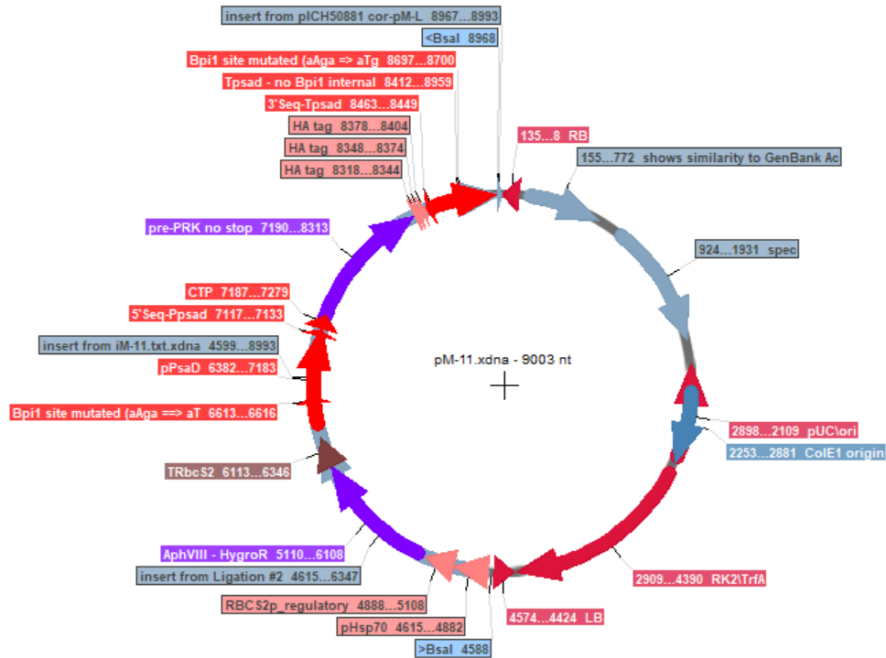 insert from pICH50881 cor-pM-L 8967...8993
<BsaI 8968
Bpi1 site mutated (aAga => aTg 8697...8700
Tpsad - no Bpi1 internal 8412...8959
3'Seq-Tpsad 8463...8449
HA tag 8378...8404
HA tag 8348...8374
HA tag 8318...8344
135...8 RB
155...772 shows similarity to GenBank Ac
pre-PRK no stop 7190...8313
924...1931 spec
CTP 7187...7279
5'Seq-Ppsad 7117...7133
insert from iM-11.txt.xdna 4599...8993
pPsaD 6382...7183
pM-11.xdna - 9003 nt
Bpi1 site mutated (aAga ==> aT 6613...6616
2898...2109 pUC\ori
2253...2881 ColE1 origin
TRbcS2 6113...6346
AphVIII - HygroR 5110...6108
insert from Ligation #2 4615...6347
2909...4390 RK2\TrfA
RBCS2p_regulatory 4888...5108
4574...4424 LB
pHsp70 4615...4882
>BsaI 4588